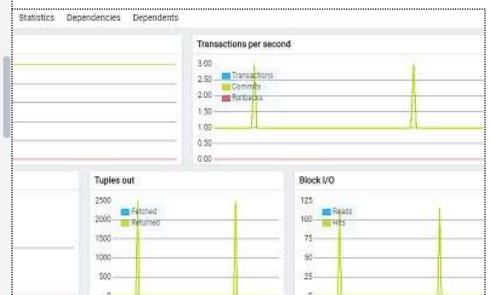 Statistics Dependencies Dependents
Transactions per second
3.00
Transactions
2.50
Commits
2.00
Rollbacks
1.50
1.00
0.50
0.00
Tuples out
2500
Fetched
2000
Returned
1500
1000
500
0
Block I/O
125
Reads
100
Hits
75
50
25
0